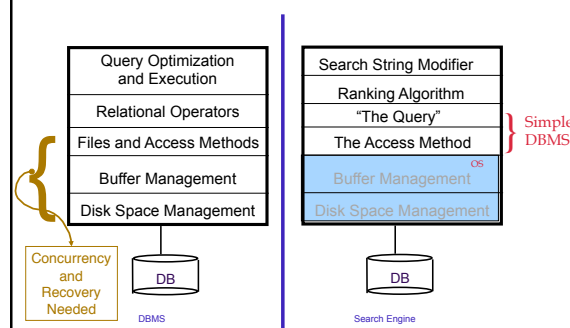 Query Optimization
and Execution
Relational Operators
Files and Access Methods
Buffer Management
Disk Space Management
{
Concurrency
and
Recovery
Needed
DB
DBMS
Search String Modifier
Ranking Algorithm
“The Query”
The Access Method
}
Simple
DBMS
OS
Buffer Management
Disk Space Management
DB
Search Engine